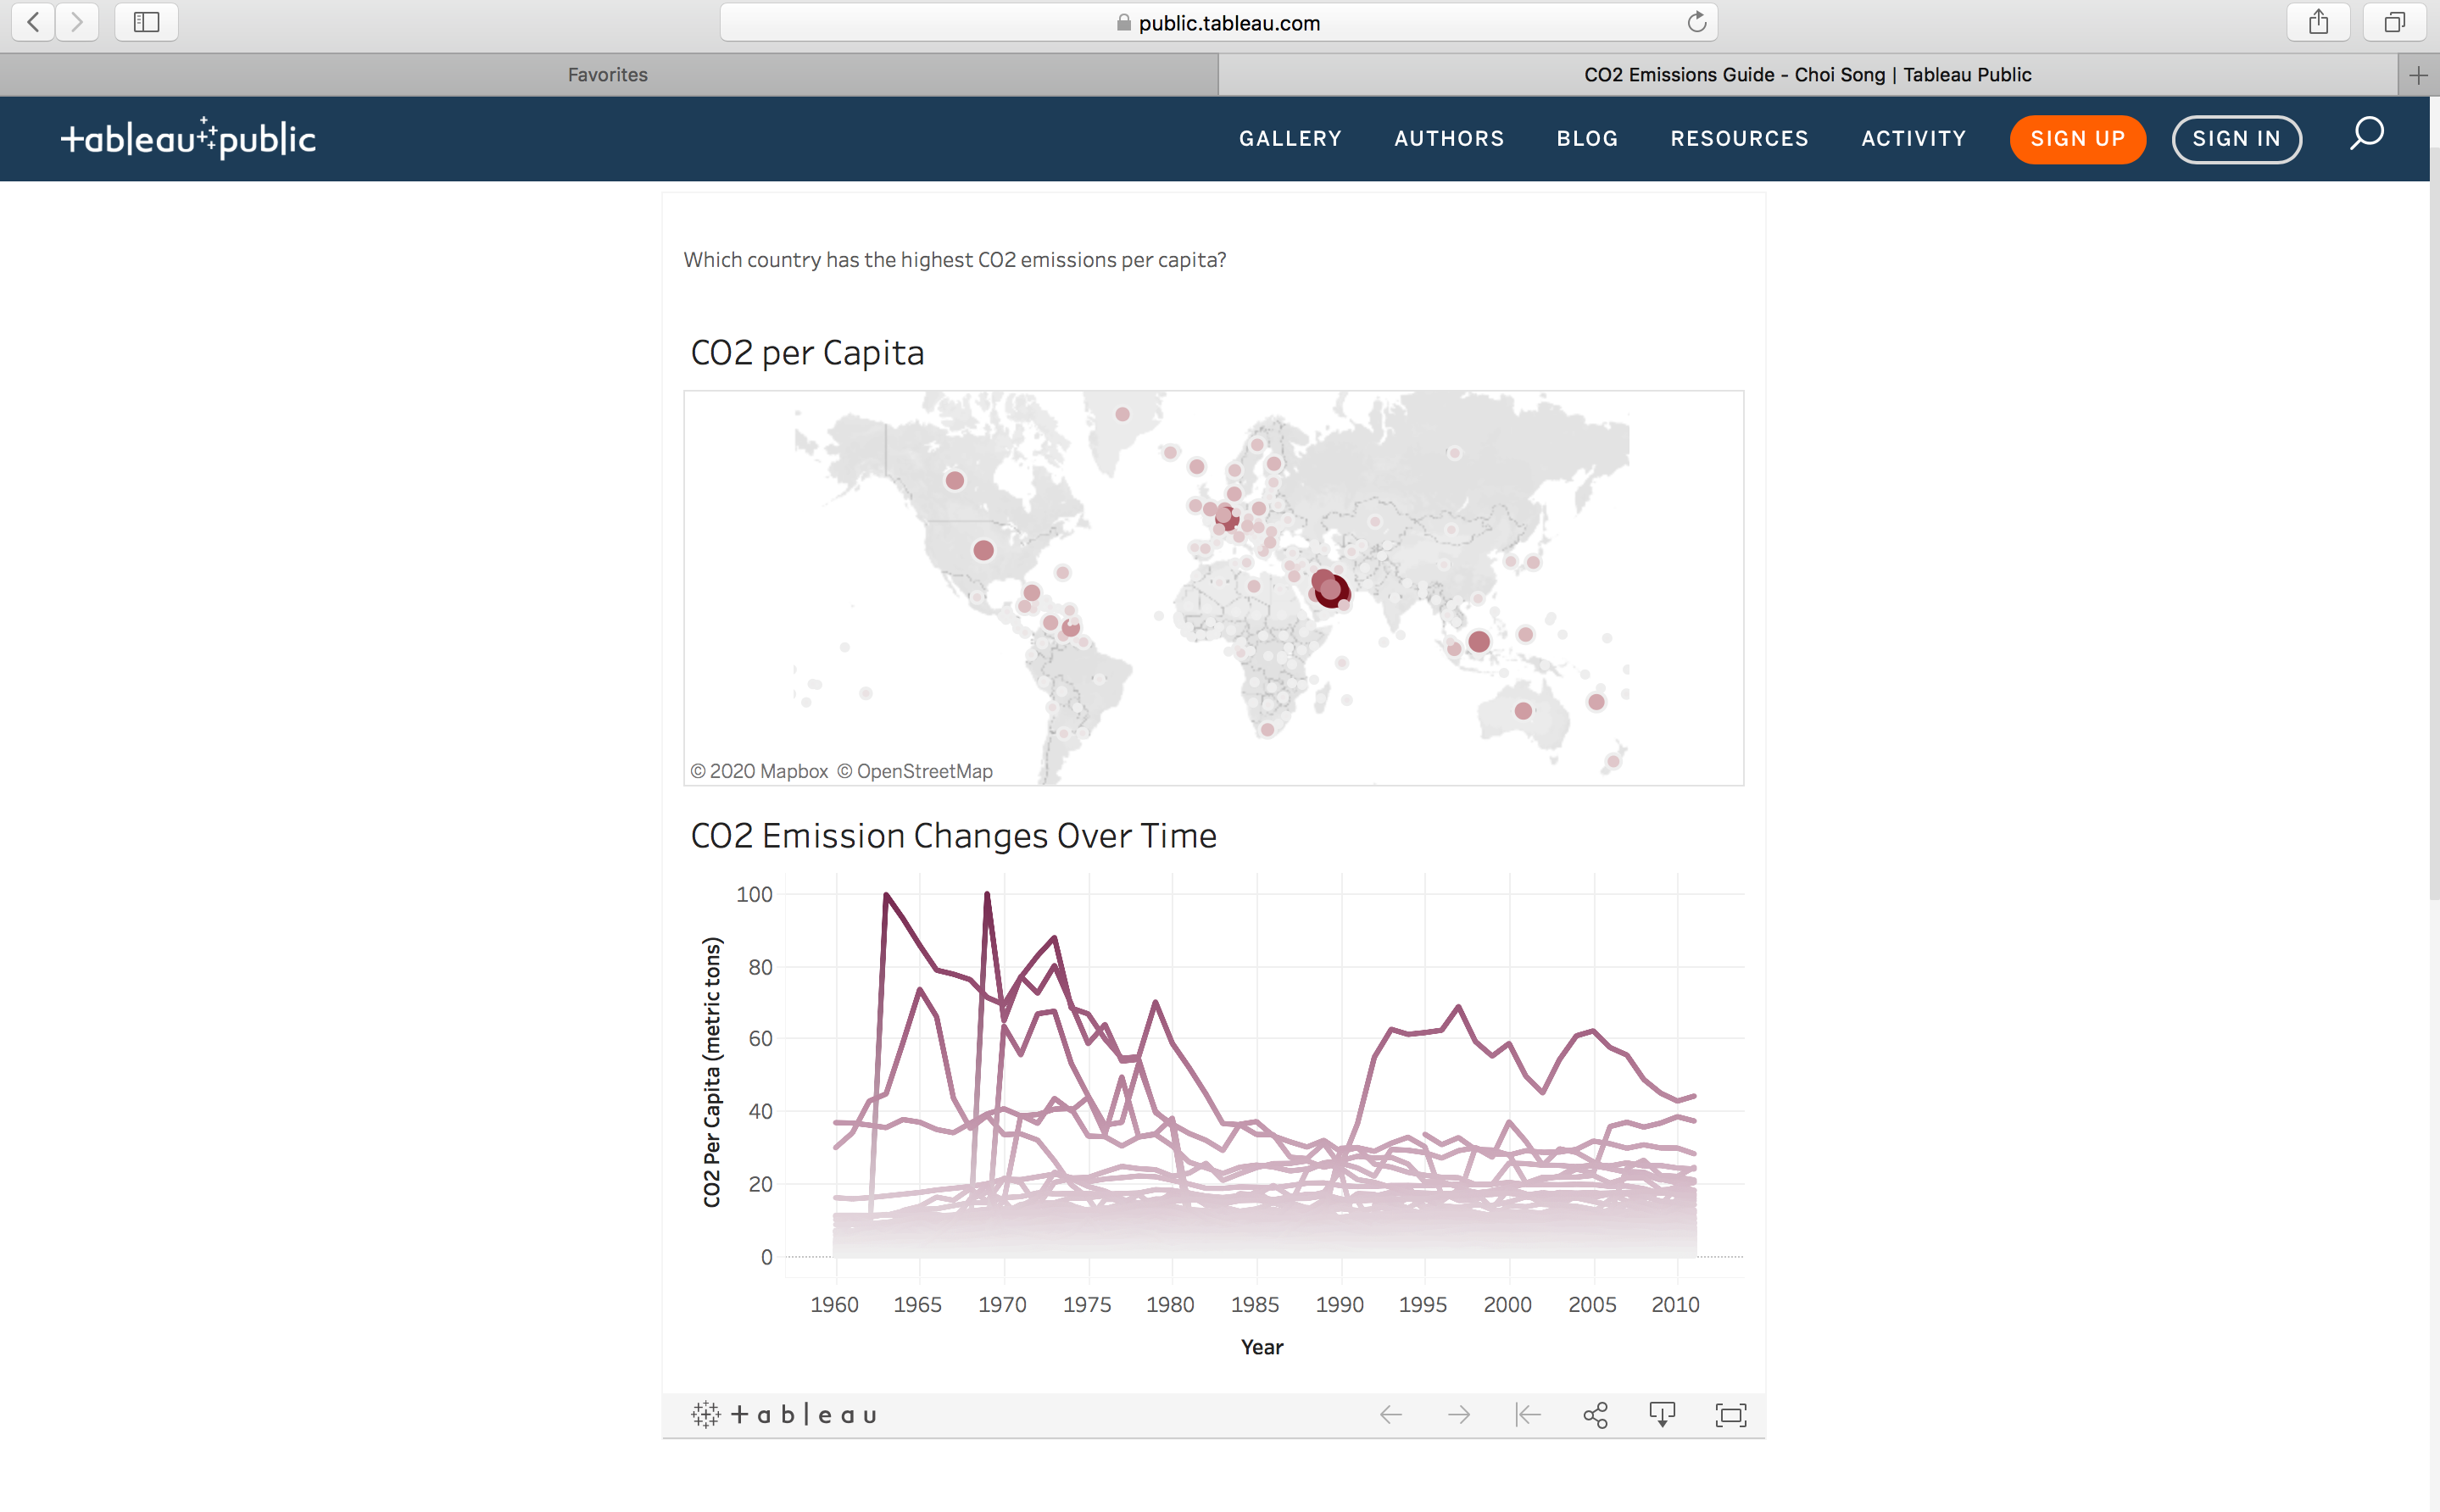 public.tableau.com
Favorites
CO2 Emissions Guide - Choi Song | Tableau Public
+ableau public
GALLERY
AUTHORS
BLOG
RESOURCES
ACTIVITY
SIGN UP
SIGN IN
Which country has the highest CO2 emissions per capita?
CO2 per Capita
© 2020 Mapbox © OpenStreetMap
CO2 Emission Changes Over Time
CO2 Per Capita (metric tons)
100
80
60
40
20
0
1960 1965 1970 1975 1980 1985 1990 1995 2000 2005 2010
Year
+ableau